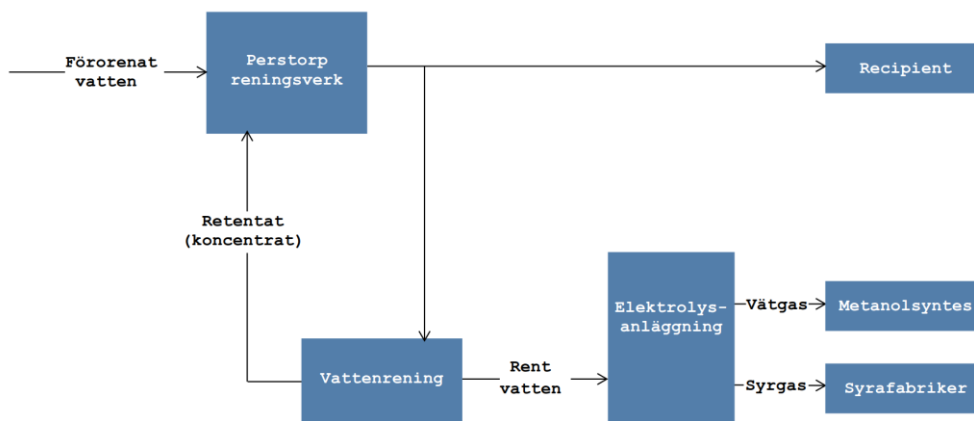 Förorenat
vatten
Perstorp
reningsverk
Recipient
Retentat
(koncentrat)
Elektrolys-
anläggning
Vätgas
Metanolsyntes
Vattenrening
Rent
vatten
Syrgas
Syrafabriker